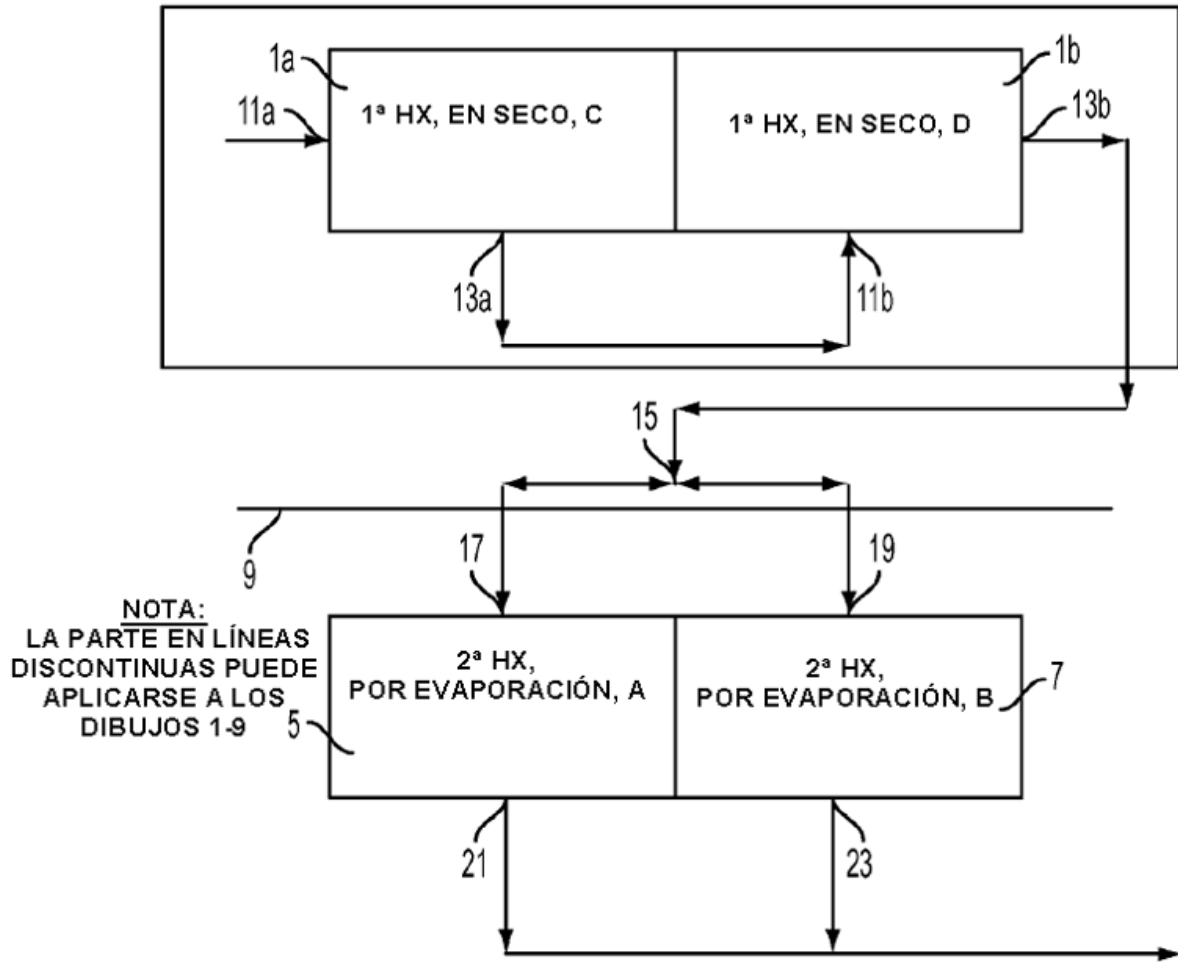 1a
1b
11a
1ª HX, EN SECO, C
1ª HX, EN SECO, D
13b
13a
11b
15
9
17
19
NOTA:
LA PARTE EN LÍNEAS
DISCONTINUAS PUEDE
APLICARSE A LOS
DIBUJOS 1-9
5
2ª HX,
POR EVAPORACIÓN, A
2ª HX,
POR EVAPORACIÓN, B
7
21
23